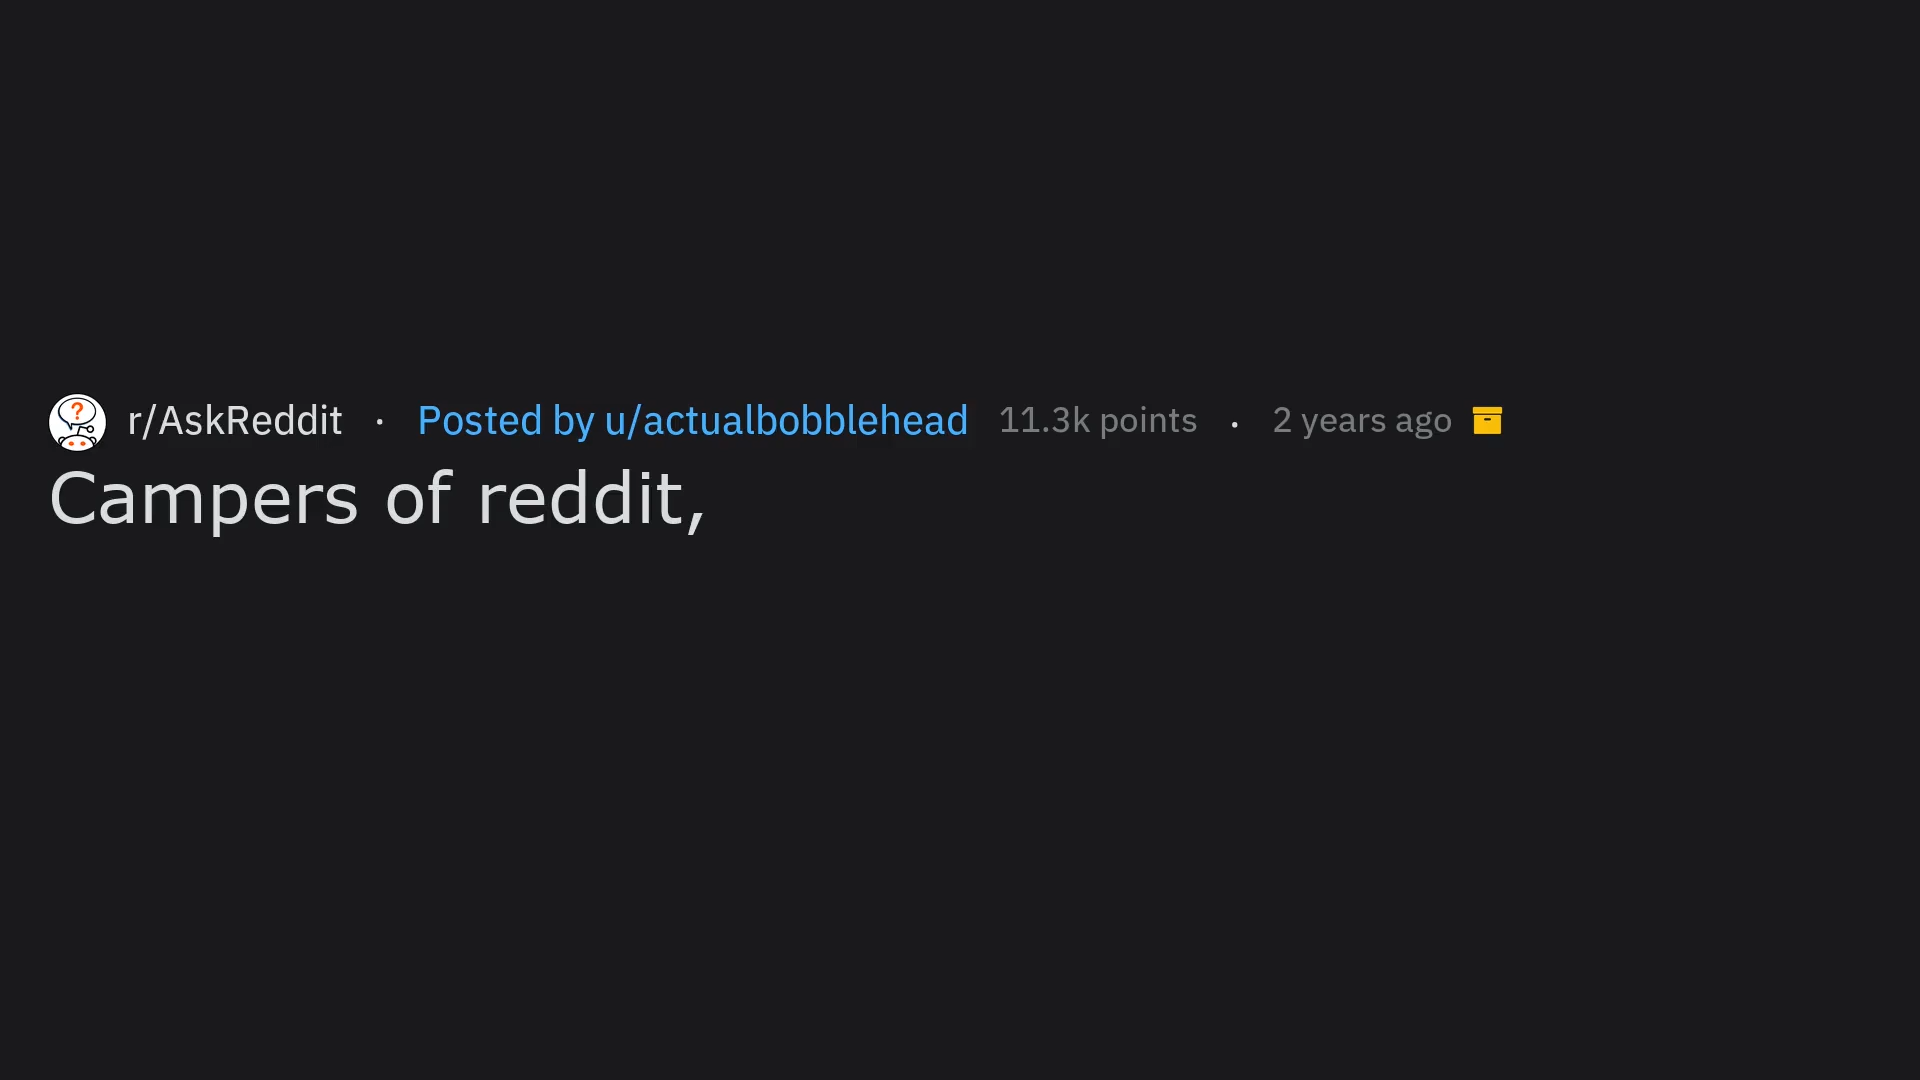 r/AskReddit · Posted by u/actualbobblehead 11.3k points . 2 years ago
Campers of reddit,